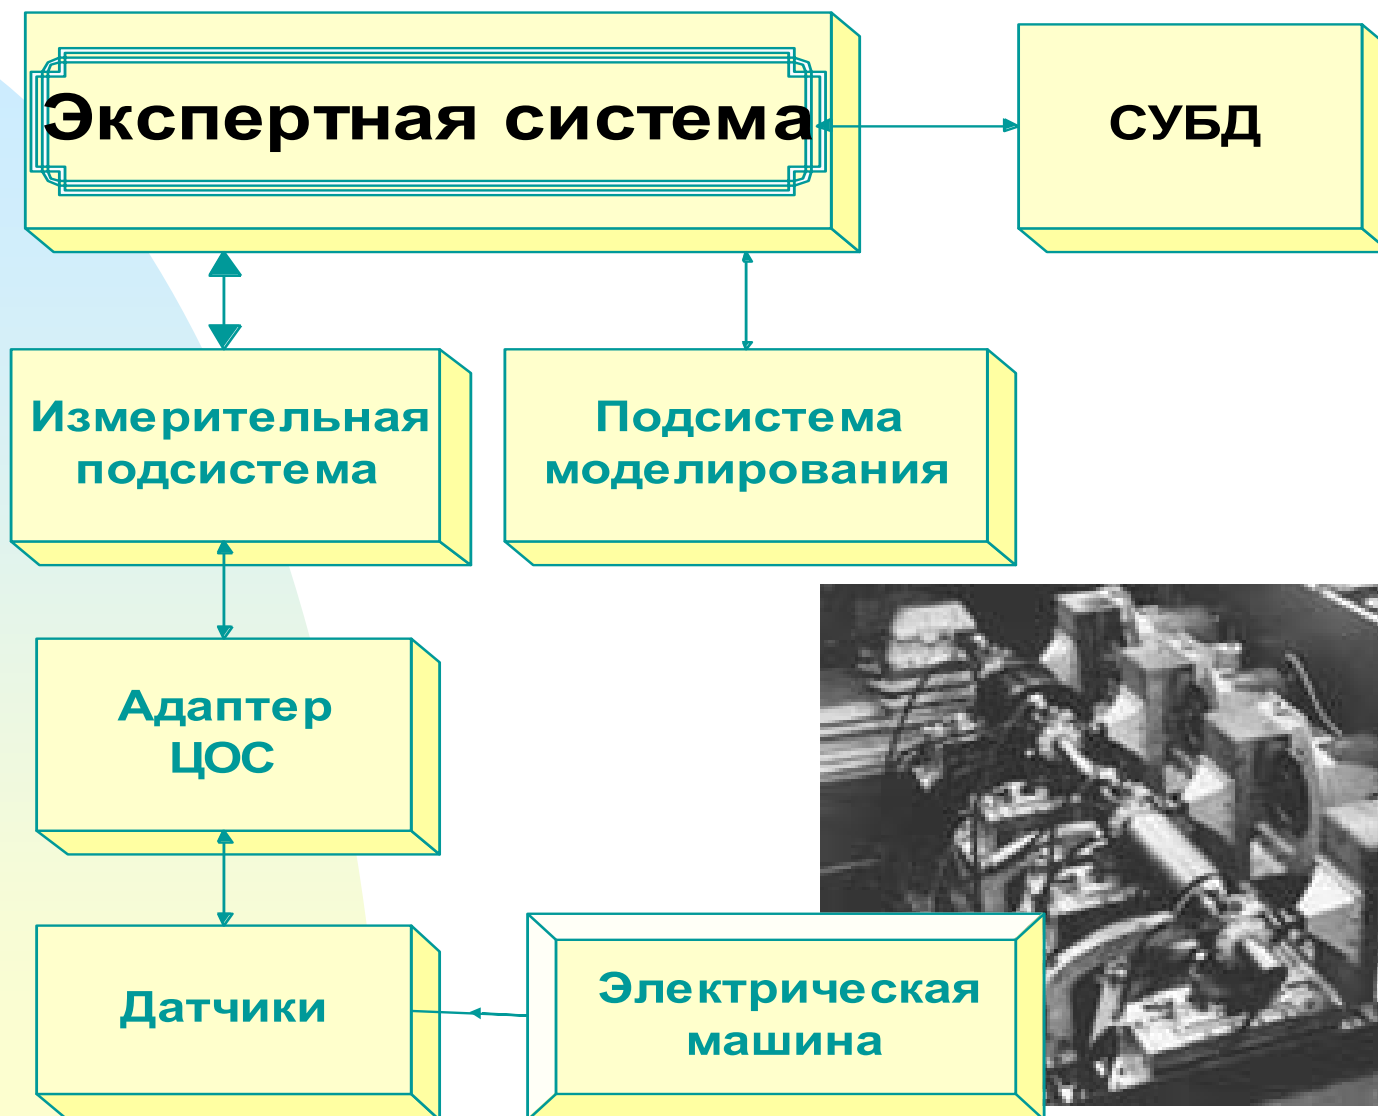 Экспертная система
СУБД
Измерительная
подсистема
Подсистема
моделирования
Адаптер
ЦОС
Датчики
Электрическая
машина